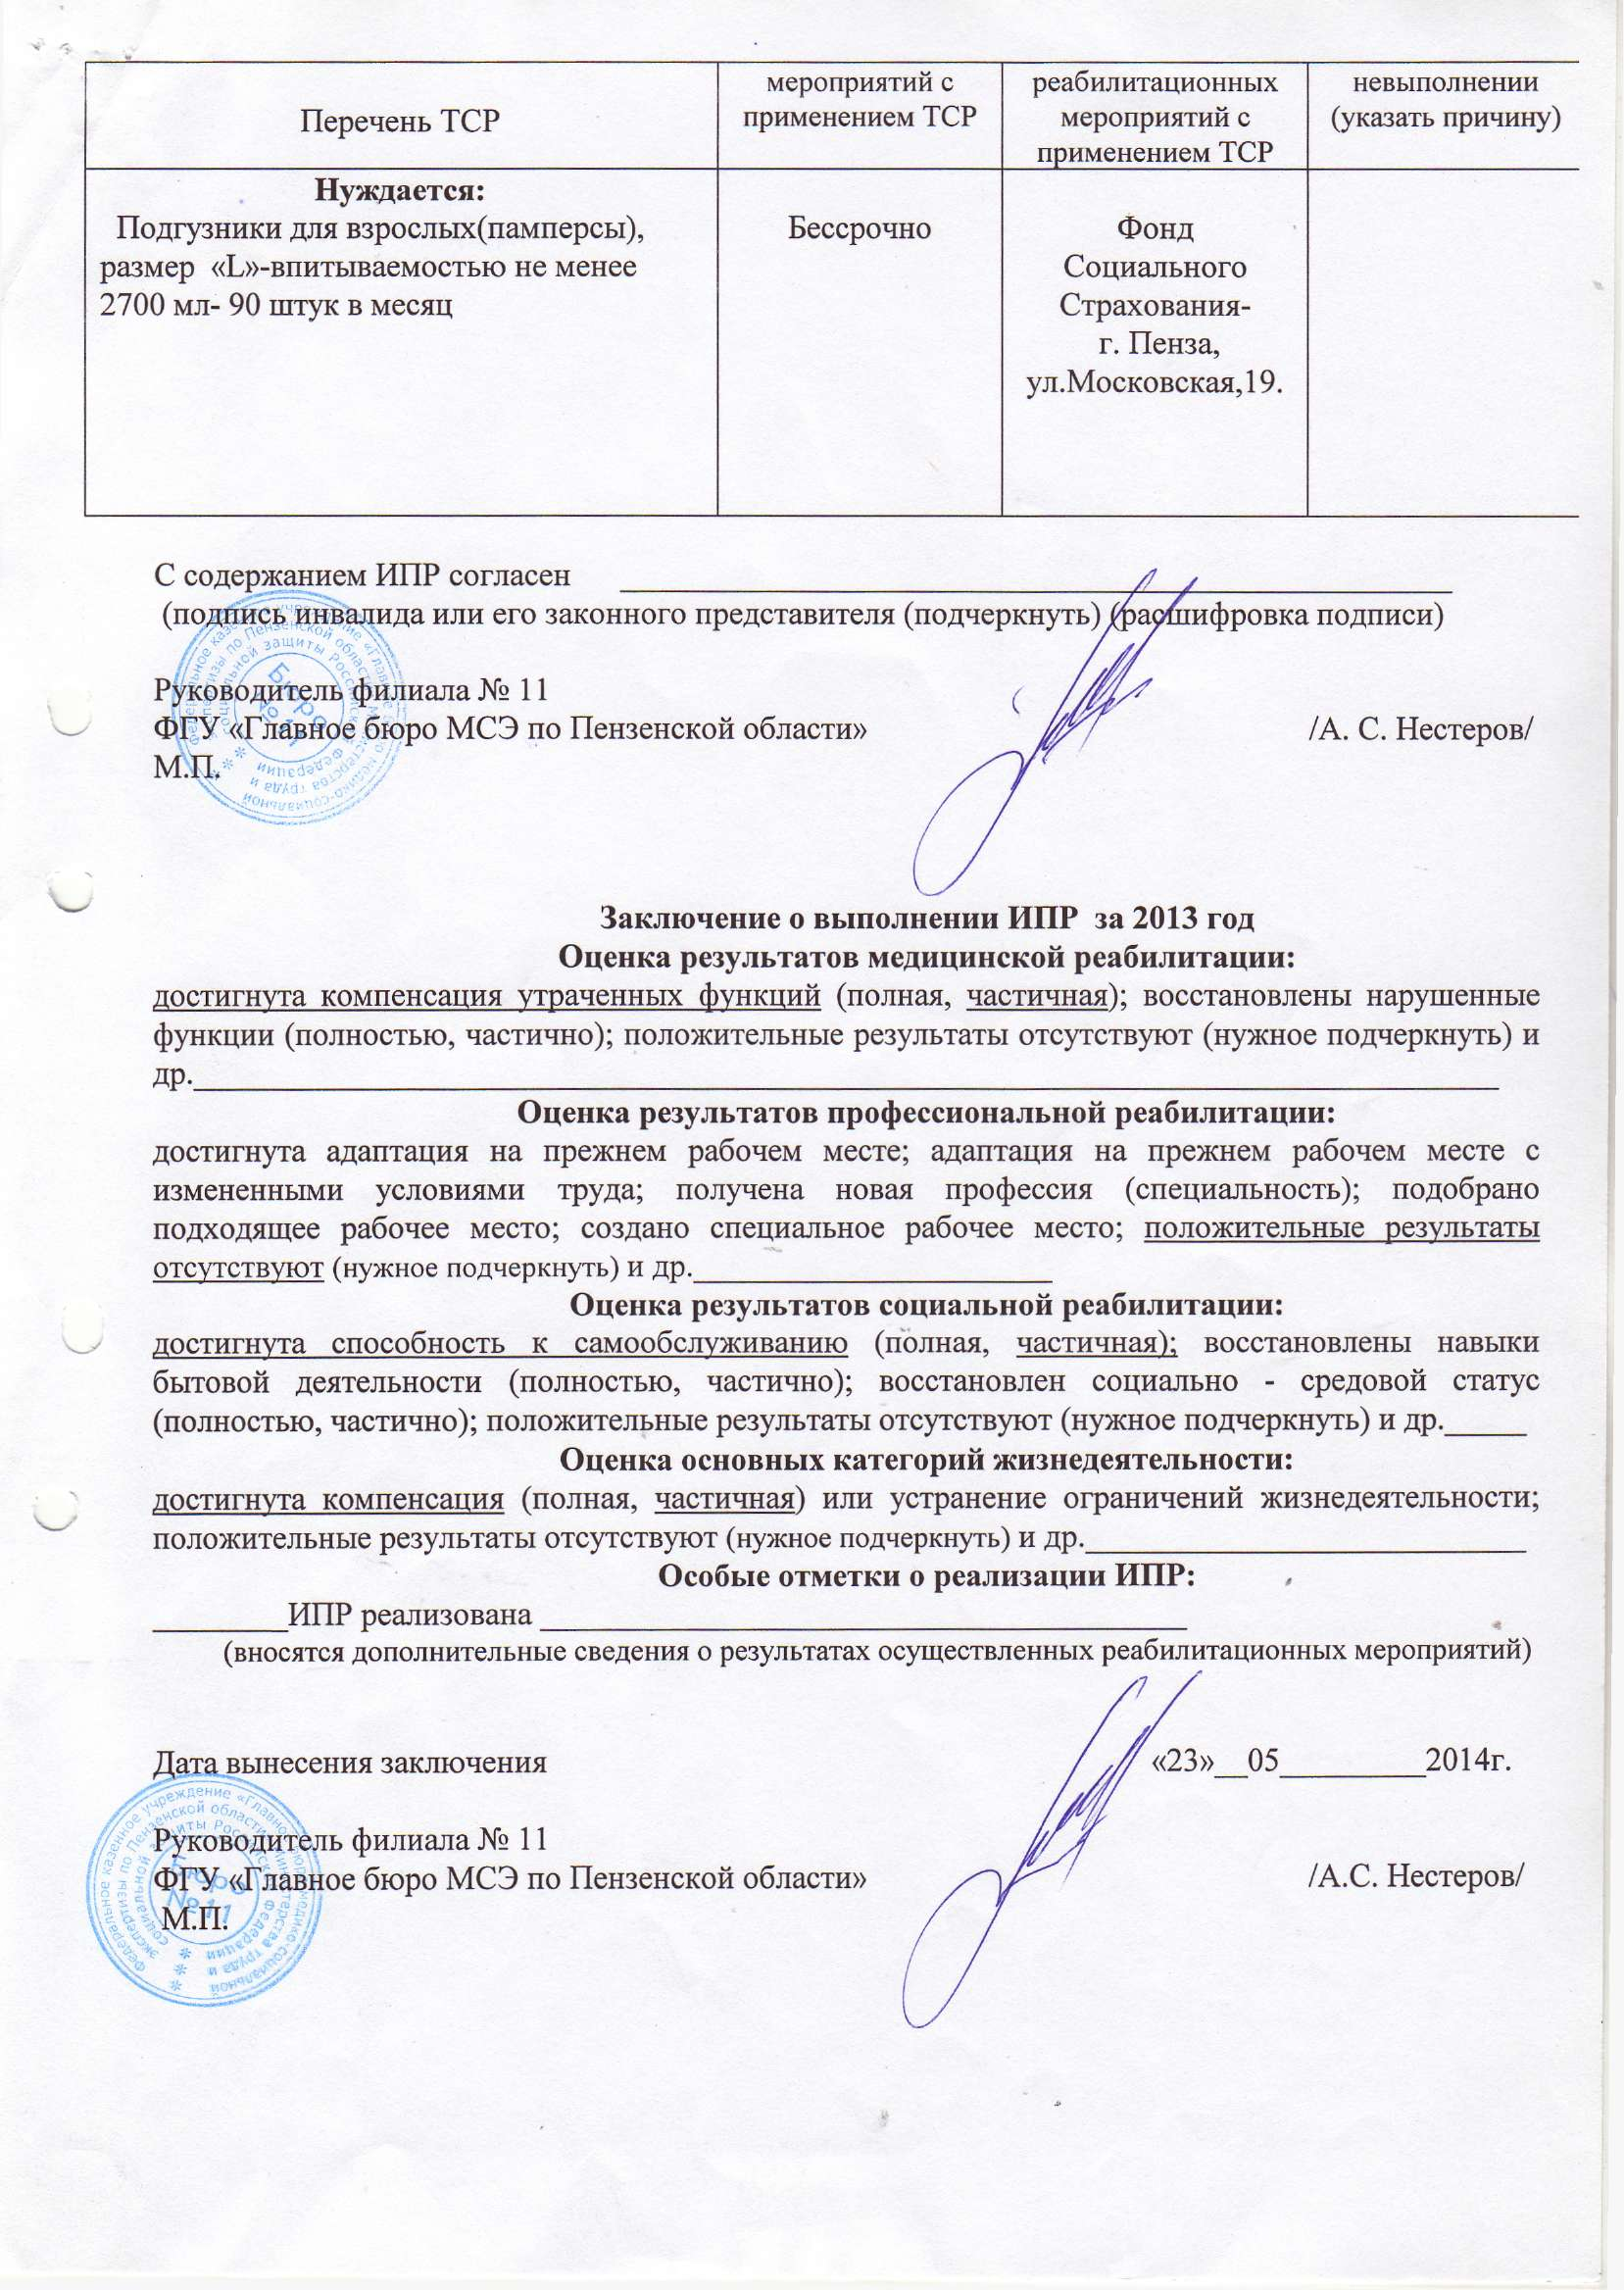 Перечень ТСР
мероприятий с
применением ТСР
реабилитационных
мероприятий с
применением ТСР
невыполнении
(указать причину)
Нуждается:
Подгузники для взрослых(памперсы),
размер «L»-впитываемостью не менее
2700 мл- 90 штук в месяц
Бессрочно
Фонд
Социального
Страхования-
г. Пенза,
ул.Московская,19.
С содержанием ИПР согласен ____________________
(подпись инвалида или его законного представителя (подчеркнуть) (расшифровка подписи)
Руководитель филиала № 11
ФГУ «Главное бюро МСЭ по Пензенской области» /А. С. Нестеров/
М.П.
Заключение о выполнении ИПР за 2013 год
Оценка результатов медицинской реабилитации:
достигнута компенсация утраченных функций (полная, частичная); восстановлены нарушенные
функции (полностью, частично); положительные результаты отсутствуют (нужное подчеркнуть) и
др.____________________
Оценка результатов профессиональной реабилитации:
достигнута адаптация на прежнем рабочем месте; адаптация на прежнем рабочем месте с
измененными условиями труда; получена новая профессия (специальность); подобрано
подходящее рабочее место; создано специальное рабочее место; положительные результаты
отсутствуют (нужное подчеркнуть) и др.____________________
Оценка результатов социальной реабилитации:
достигнута способность к самообслуживанию (полная, частичная); восстановлены навыки
бытовой деятельности (полностью, частично); восстановлен социально - средовой статус
(полностью, частично); положительные результаты отсутствуют (нужное подчеркнуть) и др._____
Оценка основных категорий жизнедеятельности:
достигнута компенсация (полная, частичная) или устранение ограничений жизнедеятельности;
положительные результаты отсутствуют (нужное подчеркнуть) и др.____________________
Особые отметки о реализации ИПР:
________ИПР реализована ____________________
(вносятся дополнительные сведения о результатах осуществленных реабилитационных мероприятий)
Дата вынесения заключения «23»__05_________2014г.
Руководитель филиала № 11
ФГУ «Главное бюро МСЭ по Пензенской области» /А.С. Нестеров/
М.П.
Бюро
№11